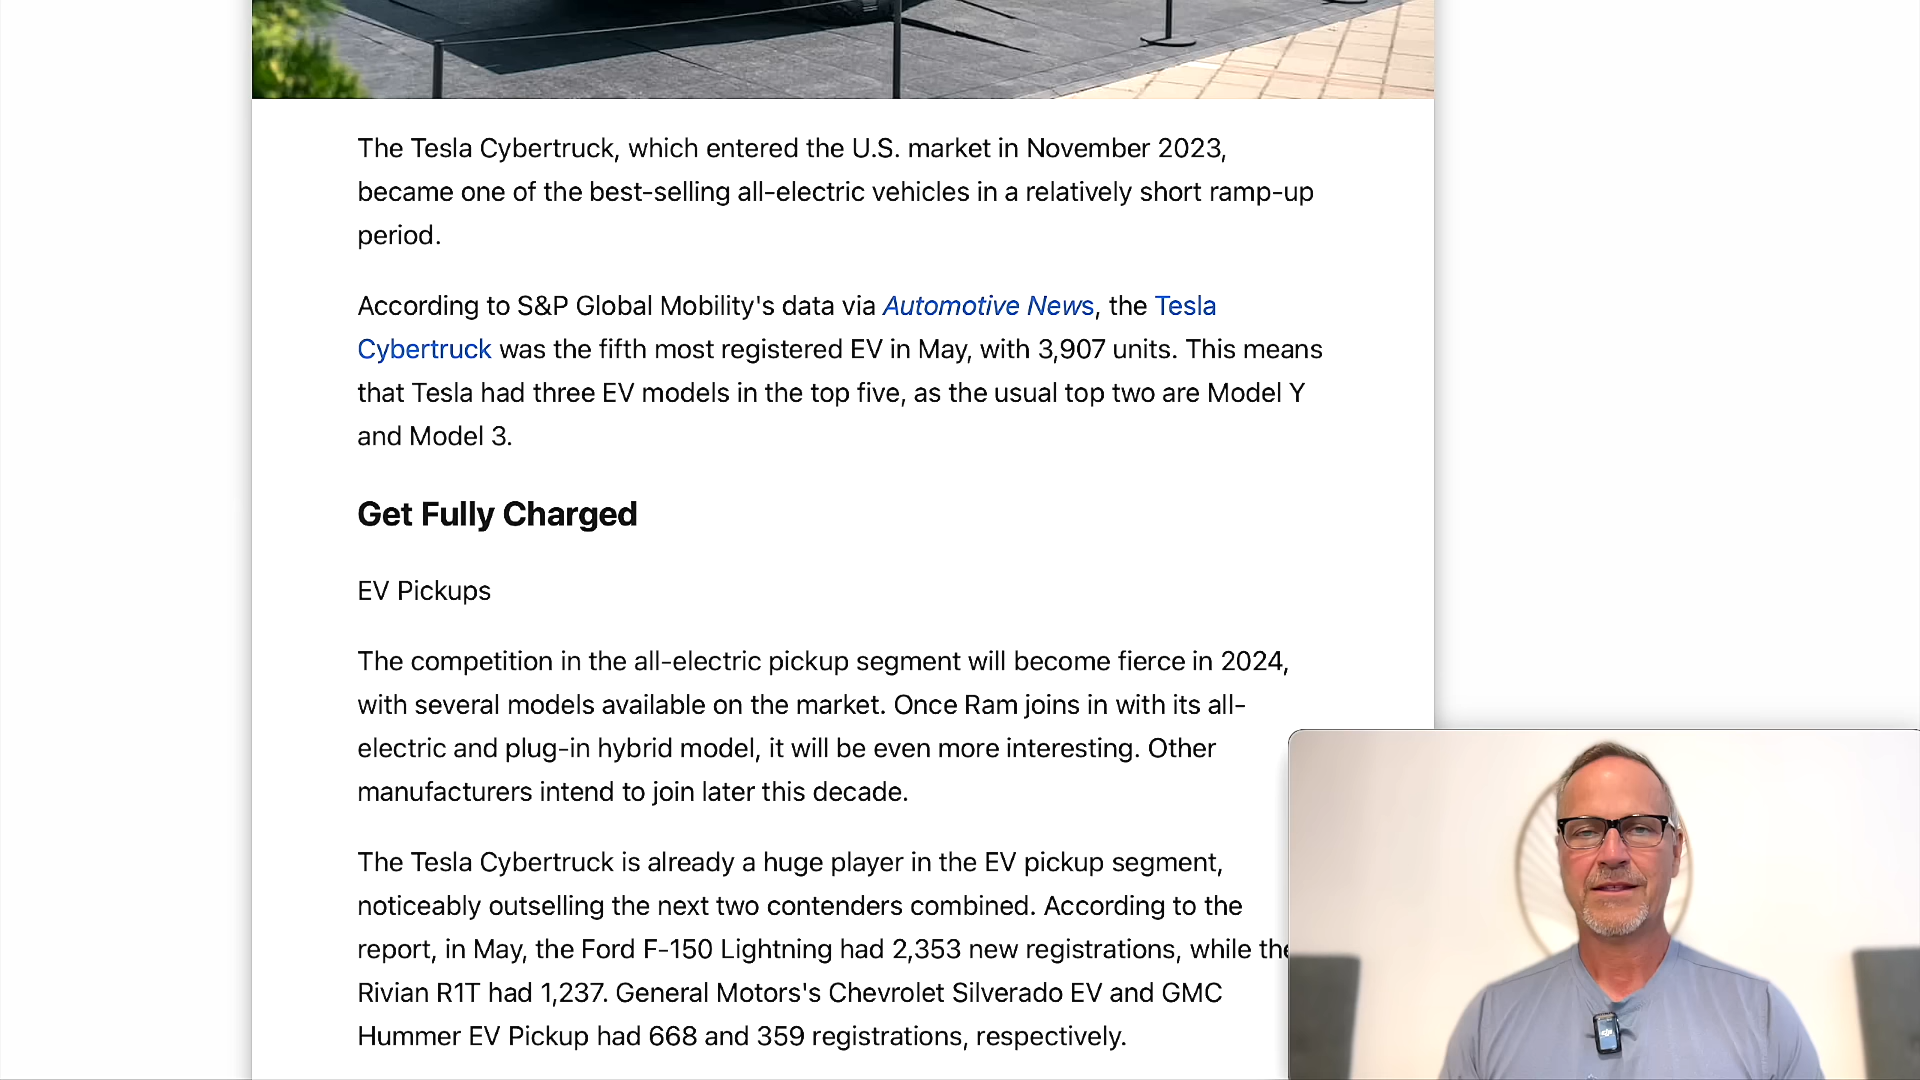 The Tesla Cybertruck, which entered the U.S. market in November 2023,
became one of the best-selling all-electric vehicles in a relatively short ramp-up
period.
According to S&P Global Mobility's data via Automotive News, the Tesla
Cybertruck was the fifth most registered EV in May, with 3,907 units. This means
that Tesla had three EV models in the top five, as the usual top two are Model Y
and Model 3.
Get Fully Charged
EV Pickups
The competition in the all-electric pickup segment will become fierce in 2024,
with several models available on the market. Once Ram joins in with its all-
electric and plug-in hybrid model, it will be even more interesting. Other
manufacturers intend to join later this decade.
The Tesla Cybertruck is already a huge player in the EV pickup segment,
noticeably outselling the next two contenders combined. According to the
report, in May, the Ford F-150 Lightning had 2,353 new registrations, while the
Rivian R1T had 1,237. General Motors's Chevrolet Silverado EV and GMC
Hummer EV Pickup had 668 and 359 registrations, respectively.